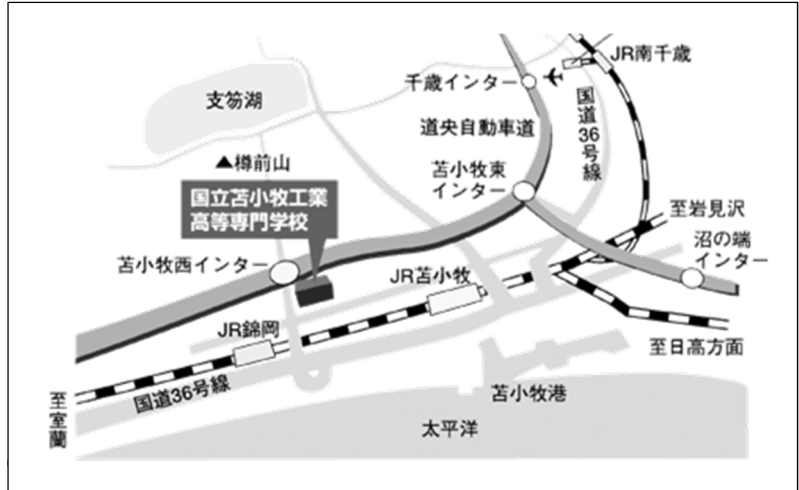 JR南千歳
千歳インター
支笏湖
国道36号線
道央自動車道
▲樽前山
苫小牧東
インター
国立苫小牧工業
高等専門学校
至岩見沢
沼の端
インター
苫小牧西インター
JR苫小牧
JR錦岡
至日高方面
国道36号線
苫小牧港
至室蘭
太平洋